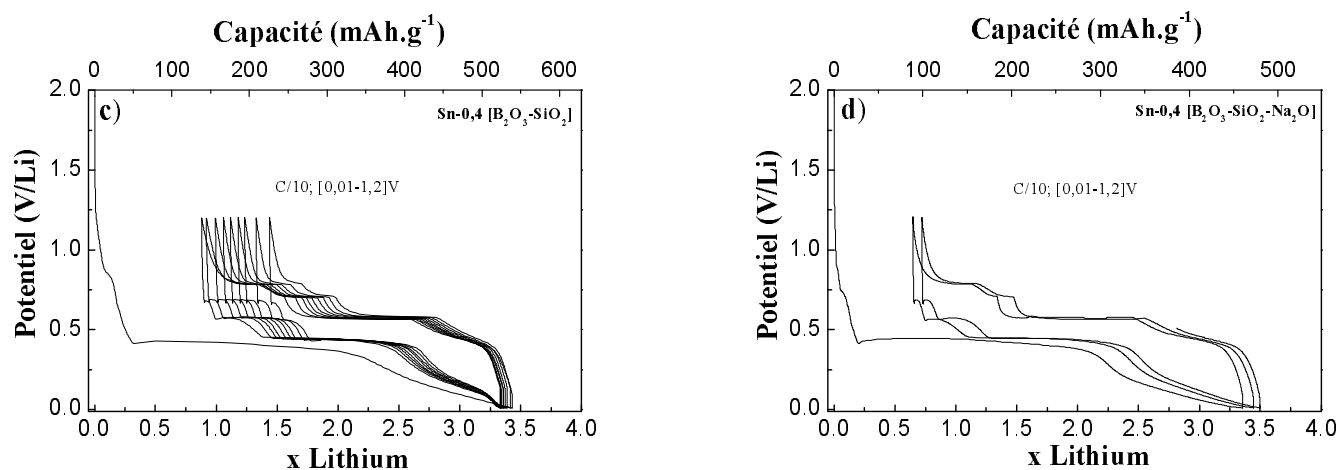 Capacité (mAh.g⁻¹)
0 100 200 300 400 500 600
c)
Sn-0,4 [B₂O₃-SiO₂]
C/10; [0,01-1,2]V
2.0
1.5
1.0
0.5
0.0
Potentiel (V/Li)
0.0 0.5 1.0 1.5 2.0 2.5 3.0 3.5 4.0
x Lithium
Capacité (mAh.g⁻¹)
0 100 200 300 400 500
d)
Sn-0,4 [B₂O₃-SiO₂-Na₂O]
C/10; [0,01-1,2]V
2.0
1.5
1.0
0.5
0.0
Potentiel (V/Li)
0.0 0.5 1.0 1.5 2.0 2.5 3.0 3.5 4.0
x Lithium